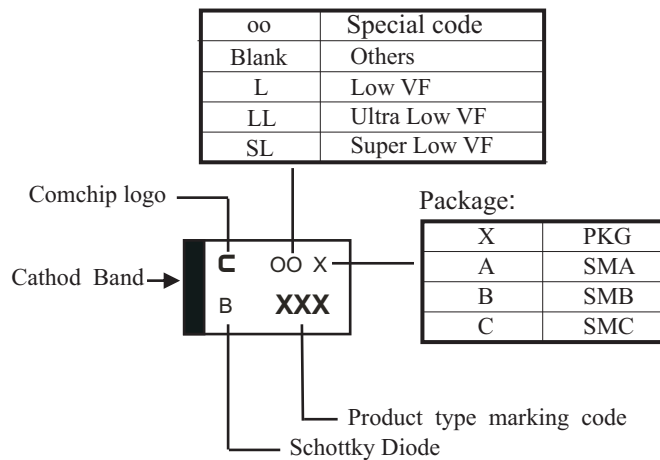 oo Special code
Blank Others
L Low VF
LL Ultra Low VF
SL Super Low VF
Comchip logo
Package:
X PKG
A SMA
B SMB
C SMC
Cathod Band
C OO X
B XXX
Product type marking code
Schottky Diode